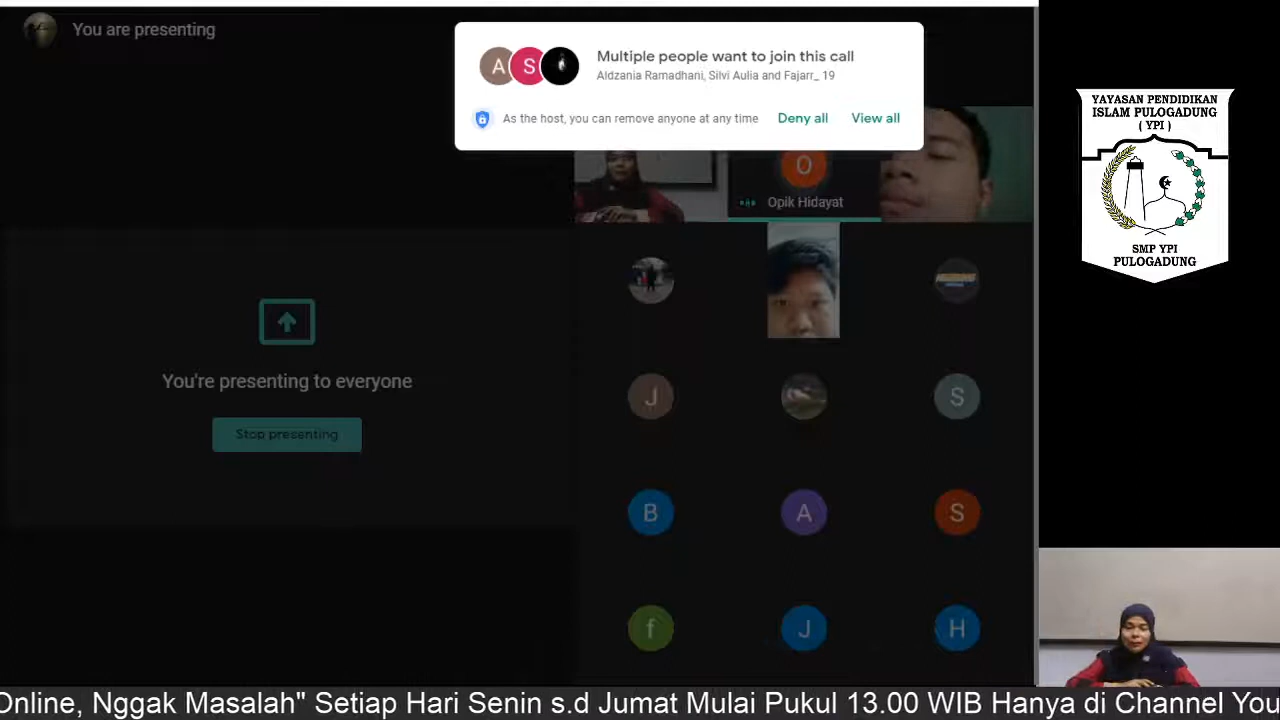 You are presenting
A
S
Multiple people want to join this call
Aldzania Ramadhani, Silvi Aulia and Fajarr_ 19
As the host, you can remove anyone at any time
Deny all
View all
O
Opik Hidayat
You're presenting to everyone
Stop presenting
J
S
B
A
S
f
J
H
YAYASAN PENDIDIKAN
ISLAM PULOGADUNG
( YPI )
SMP YPI
PULOGADUNG
Online, Nggak Masalah" Setiap Hari Senin s.d Jumat Mulai Pukul 13.00 WIB Hanya di Channel You